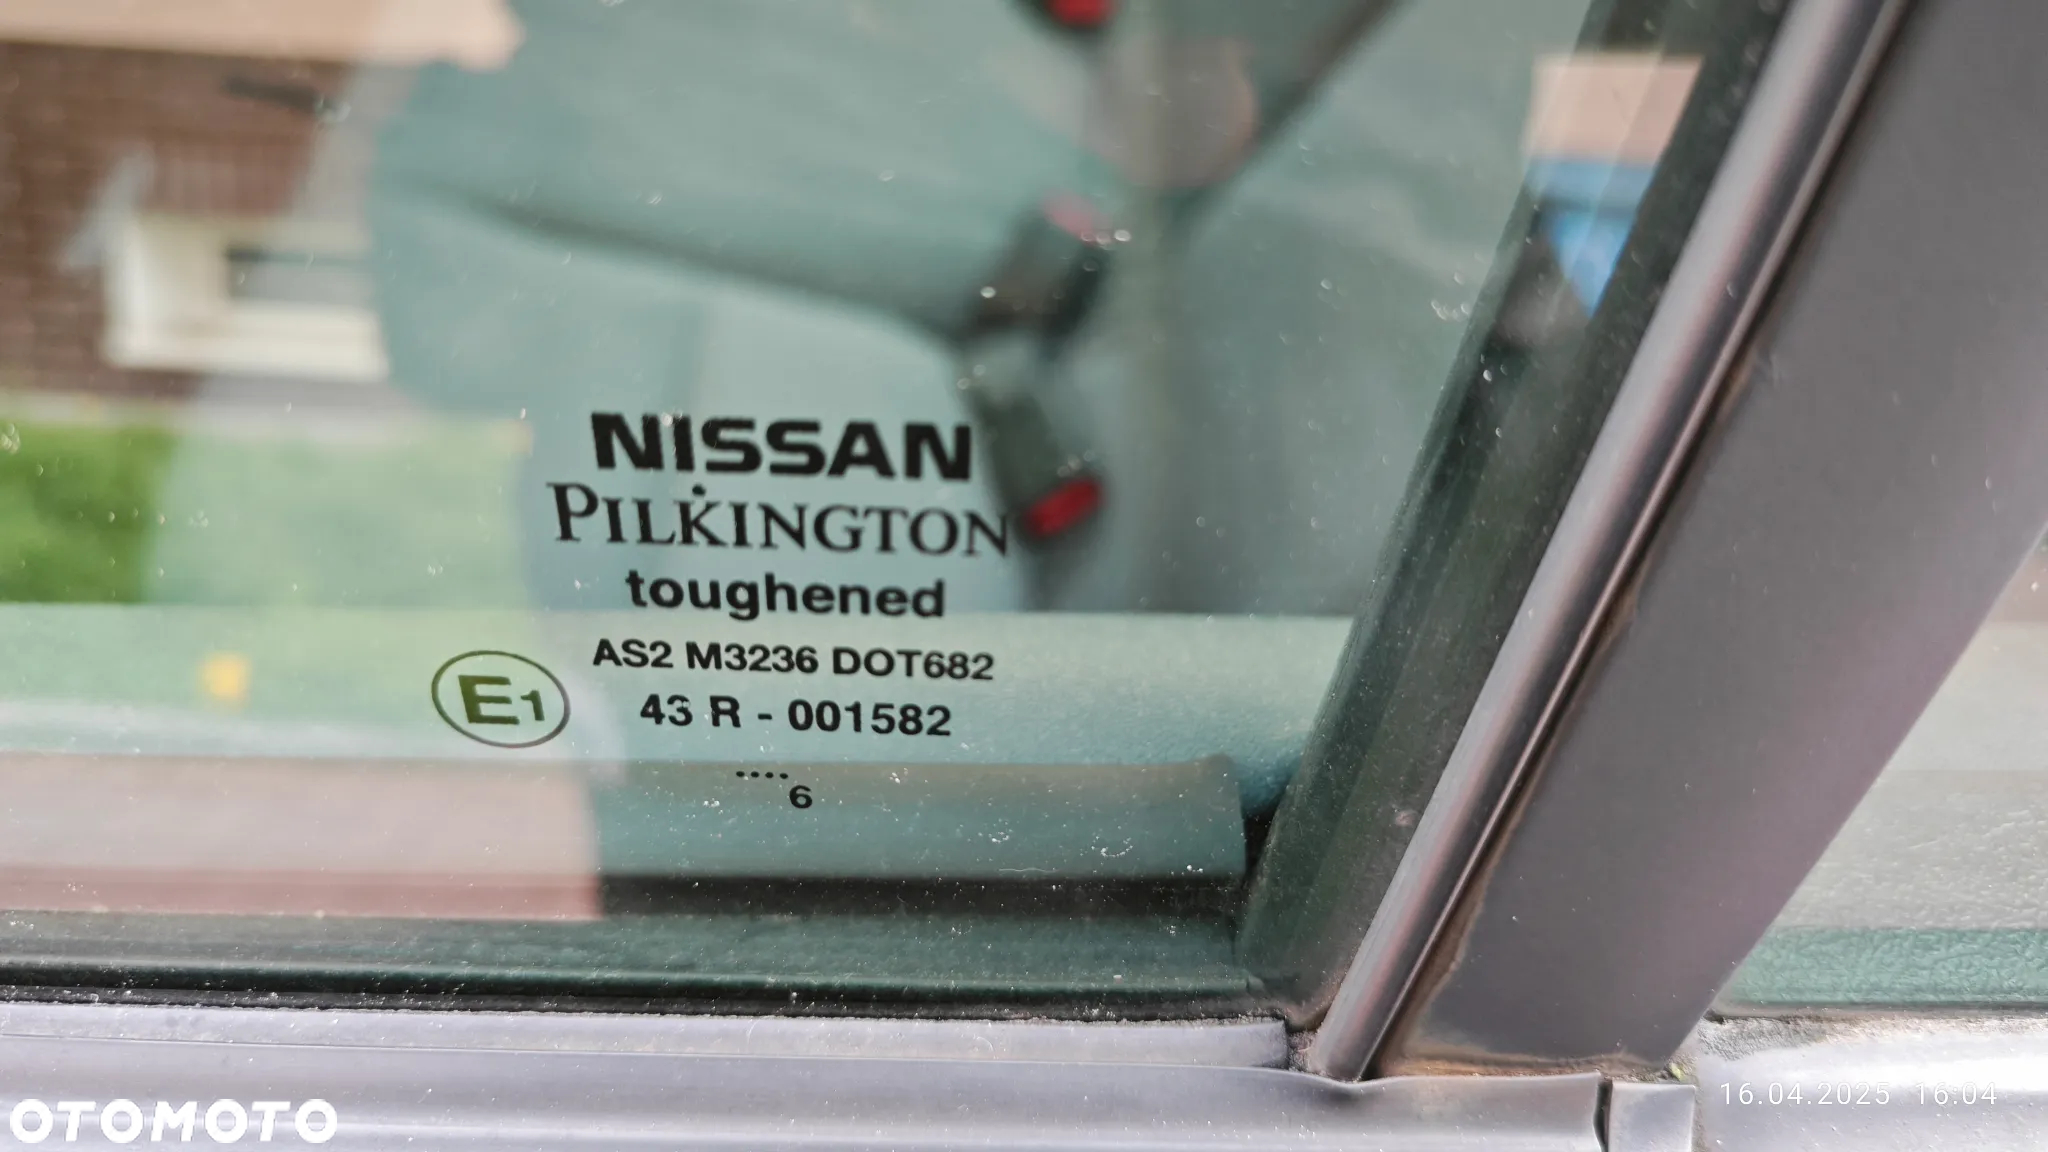 NISSAN
PILKINGTON
toughened
AS2 M3236 DOT682
E1 43 R - 001582
....
6
OTOMOTO
16.04.2025 16:04